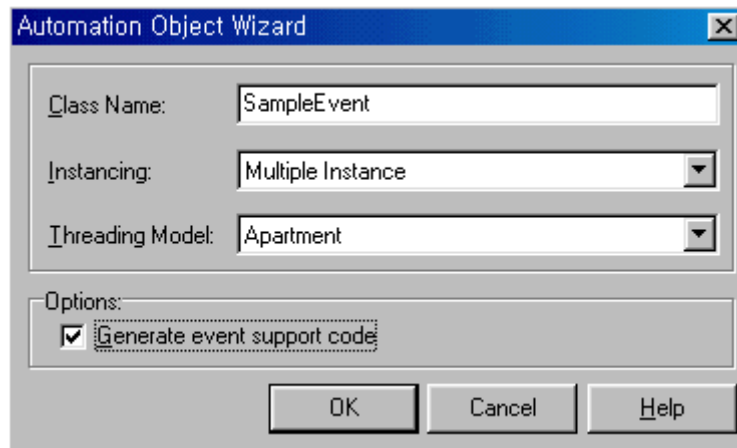 Automation Object Wizard
Class Name: SampleEvent
Instancing: Multiple Instance
Threading Model: Apartment
Options:
Generate event support code
OK Cancel Help